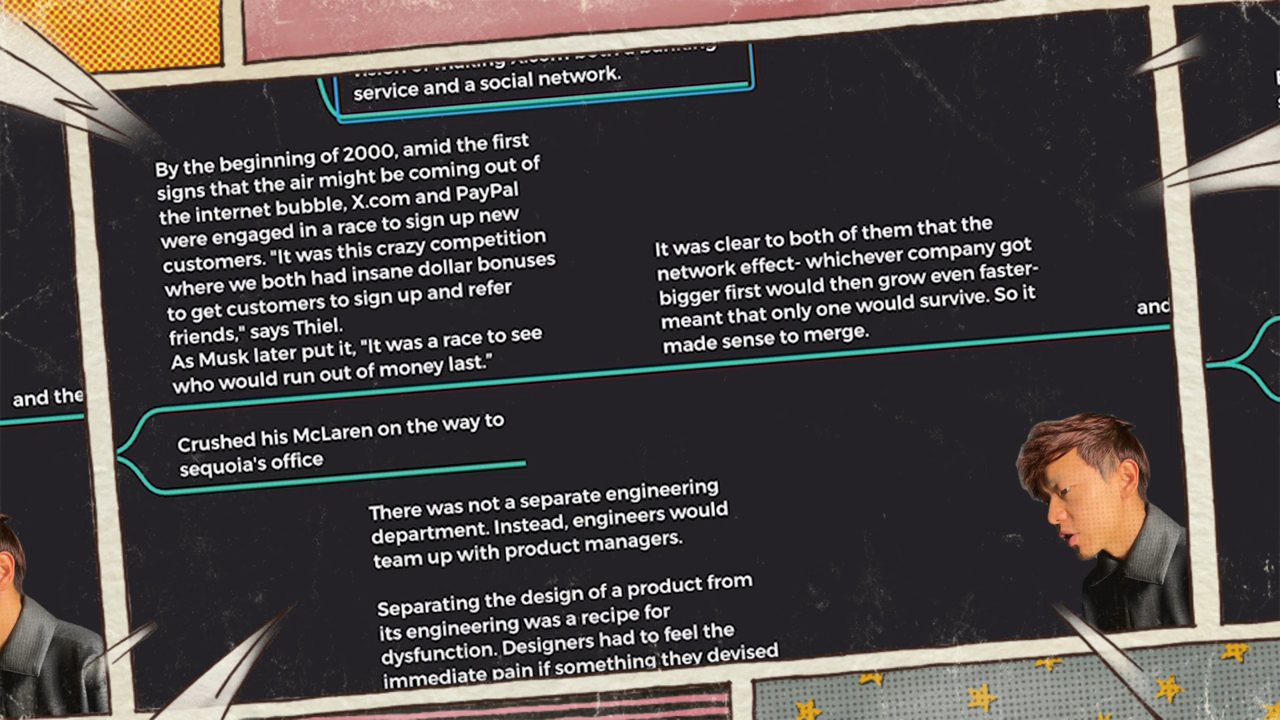 service and a social network.
By the beginning of 2000, amid the first
signs that the air might be coming out of
the internet bubble, X.com and PayPal
were engaged in a race to sign up new
customers. "It was this crazy competition
where we both had insane dollar bonuses
to get customers to sign up and refer
friends," says Thiel.
As Musk later put it, "It was a race to see
who would run out of money last.”
It was clear to both of them that the
network effect- whichever company got
bigger first would then grow even faster-
meant that only one would survive. So it
made sense to merge.
and
and the
Crushed his McLaren on the way to
sequoia's office
There was not a separate engineering
department. Instead, engineers would
team up with product managers.
Separating the design of a product from
its engineering was a recipe for
dysfunction. Designers had to feel the
immediate pain if something they devised